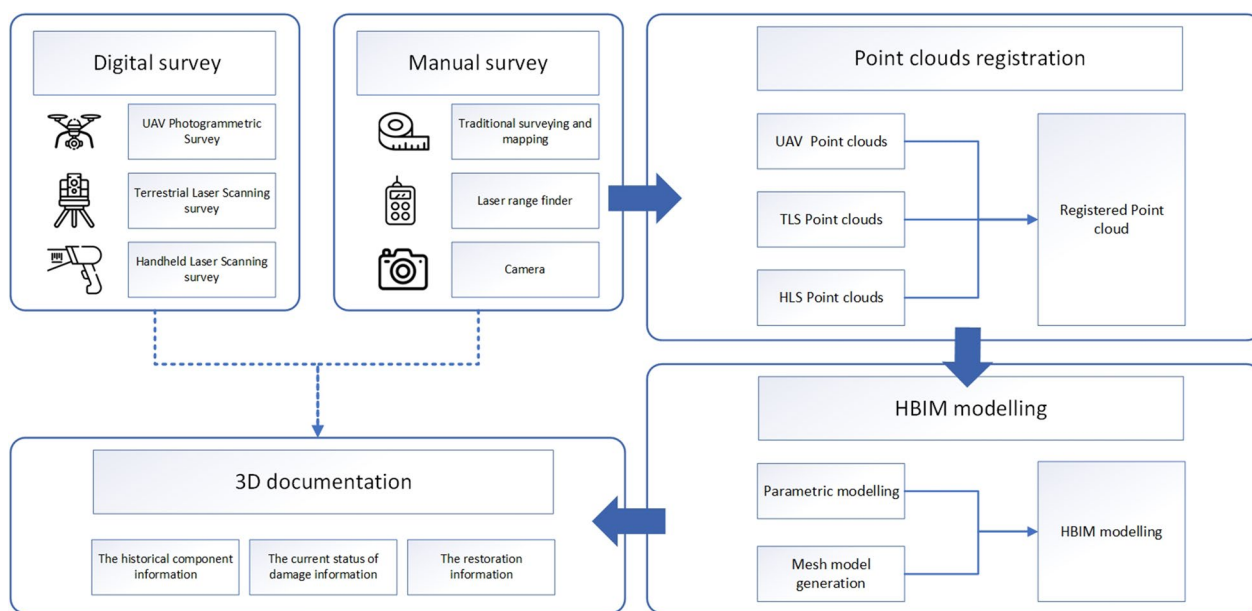 Digital survey
UAV Photogrammetric
Survey
Terrestrial Laser Scanning
survey
Handheld Laser Scanning
survey
Manual survey
Traditional surveying and
mapping
Laser range finder
Camera
Point clouds registration
UAV Point clouds
TLS Point clouds
HLS Point clouds
Registered Point
cloud
HBIM modelling
Parametric modelling
Mesh model
generation
HBIM modelling
3D documentation
The historical component
information
The current status of
damage information
The restoration
information